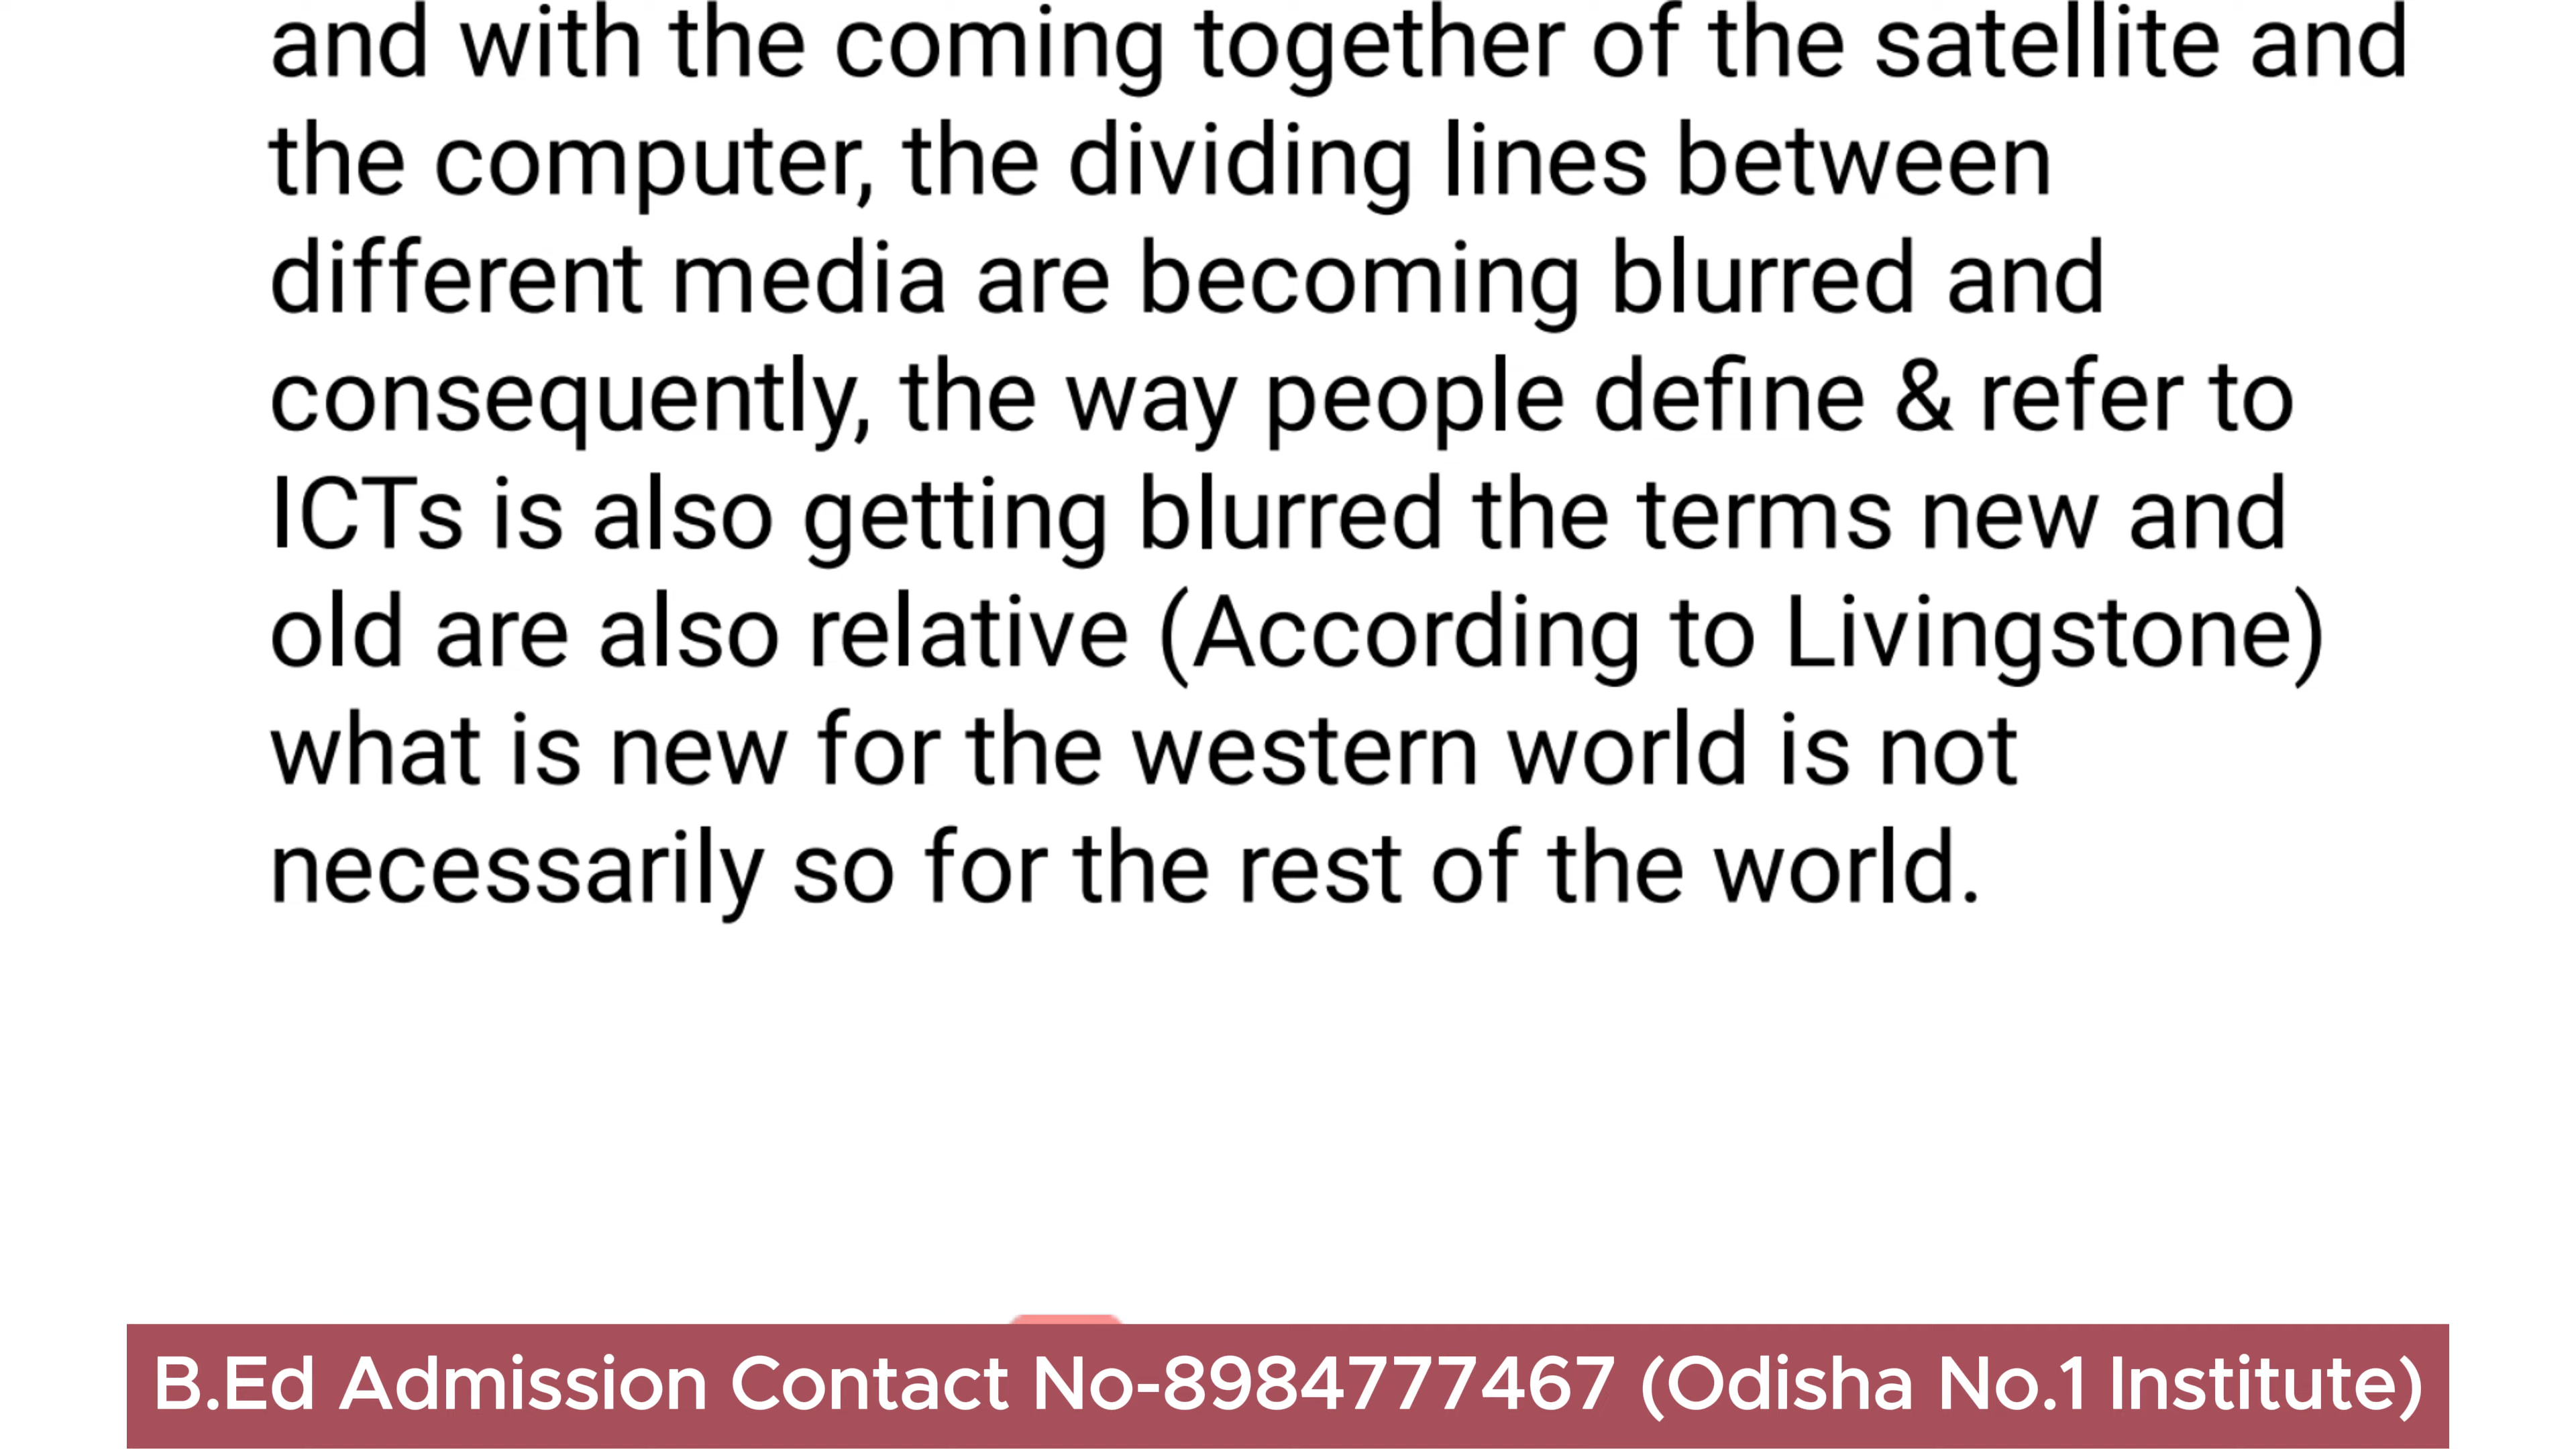 and with the coming together of the satellite and
the computer, the dividing lines between
different media are becoming blurred and
consequently, the way people define & refer to
ICTs is also getting blurred the terms new and
old are also relative (According to Livingstone)
what is new for the western world is not
necessarily so for the rest of the world.
B.Ed Admission Contact No-8984777467 (Odisha No.1 Institute)